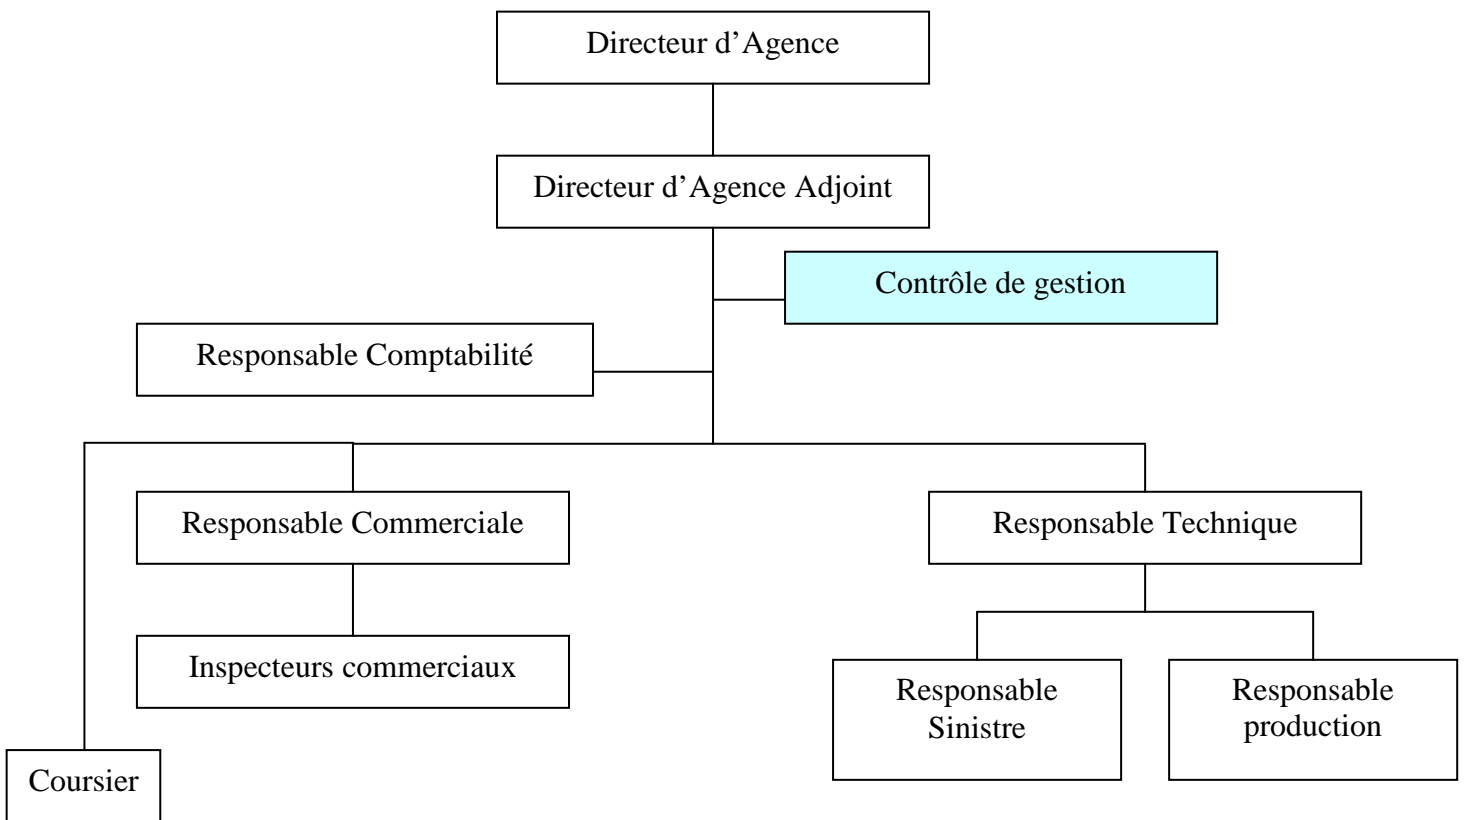 Directeur d’Agence
Directeur d’Agence Adjoint
Contrôle de gestion
Responsable Comptabilité
Responsable Commerciale
Responsable Technique
Inspecteurs commerciaux
Responsable
Sinistre
Responsable
production
Coursier